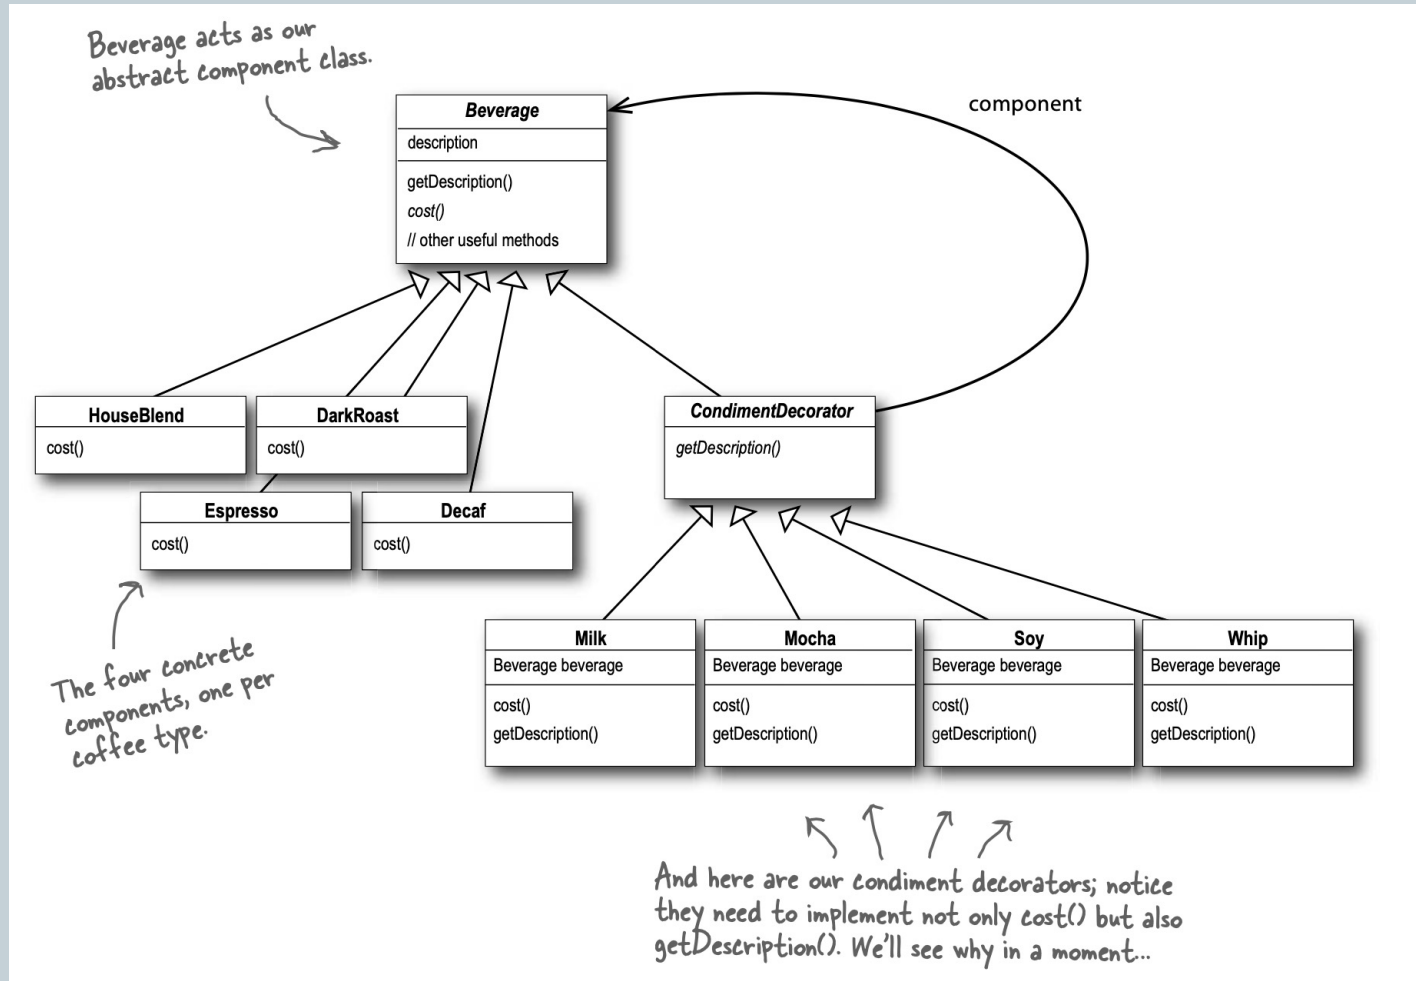 Beverage acts as our
abstract component class.
component
Beverage
description
getDescription()
cost()
// other useful methods
HouseBlend
cost()
DarkRoast
cost()
CondimentDecorator
getDescription()
Espresso
cost()
Decaf
cost()
The four concrete
components, one per
coffee type.
Milk
Beverage beverage
cost()
getDescription()
Mocha
Beverage beverage
cost()
getDescription()
Soy
Beverage beverage
cost()
getDescription()
Whip
Beverage beverage
cost()
getDescription()
And here are our condiment decorators; notice
they need to implement not only cost() but also
getDescription(). We'll see why in a moment...